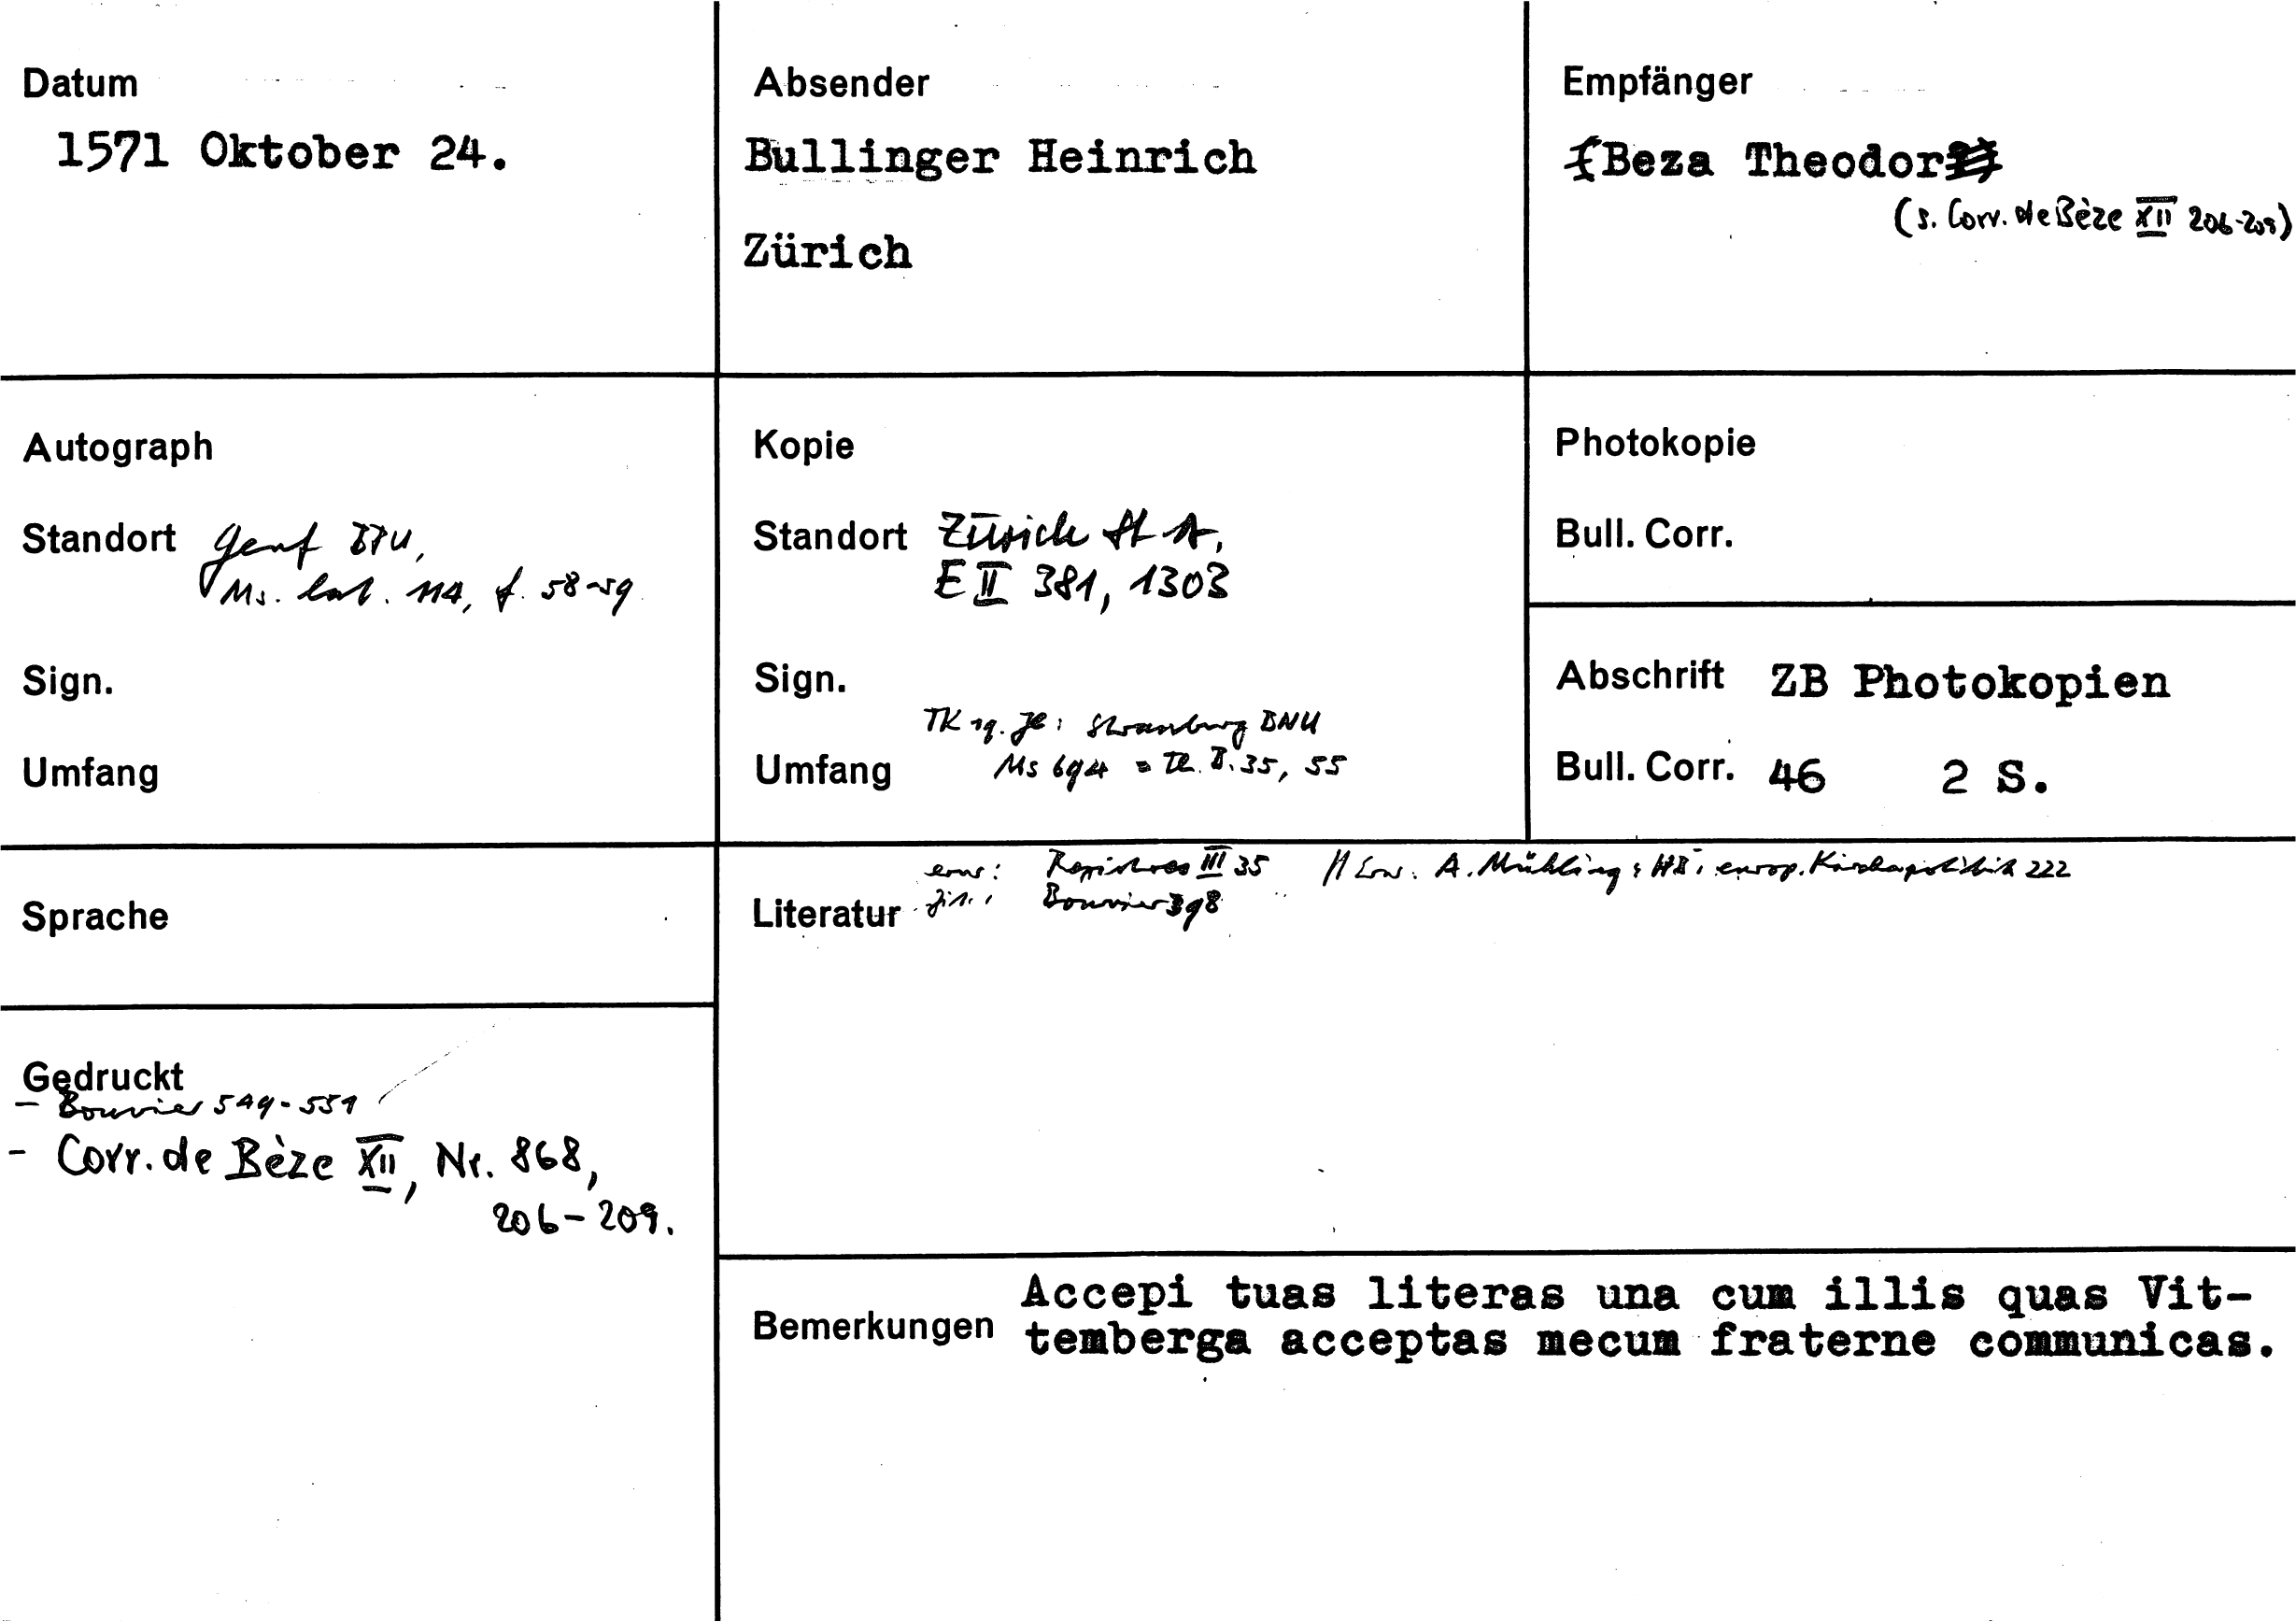 Datum
1571 Oktober 24.
Absender
Bullinger Heinrich
Zürich
Empfänger
Beza Theodor
(s. Corr. de Bèze XII 206-209)
Autograph
Standort Genf BPU,
Ms. lat. 114, f. 58-59
Sign.
Umfang
Kopie
Standort Zürich StA,
E II 381, 1303
Sign.
TK 19. Jh: Strassburg BNU
Umfang Ms 694 = Th. B. 35, 55
Photokopie
Bull. Corr.
Abschrift ZB Photokopien
Bull. Corr. 46 2 S.
Sprache
Literatur
erw: Registres III 35 // Erw. A. Mühling, HB, europ. Kirchenpolitik 222
zit.: Bouvier 398
Gedruckt
- Bouvier 549-551
- Corr. de Bèze XII, Nr. 868,
206-209.
Bemerkungen
Accepi tuas literas una cum illis quas Vit-
temberga acceptas mecum fraterne communicas.